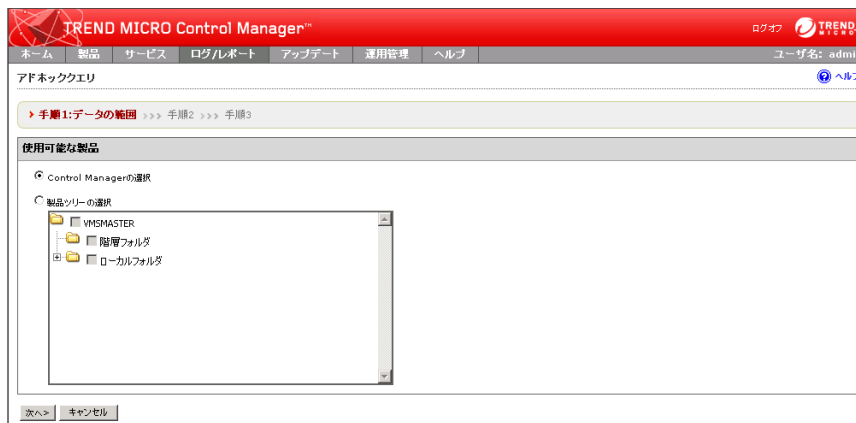 TREND MICRO Control Manager™
ログオフ
TREND
MICRO
ホーム 製品 サービス ログ/レポート アップデート 運用管理 ヘルプ
ユーザ名: admi
アドホッククエリ
ヘルプ
手順1:データの範囲 >>> 手順2 >>> 手順3
使用可能な製品
Control Managerの選択
製品ツリーの選択
VMSMASTER
階層フォルダ
ローカルフォルダ
次へ>
キャンセル